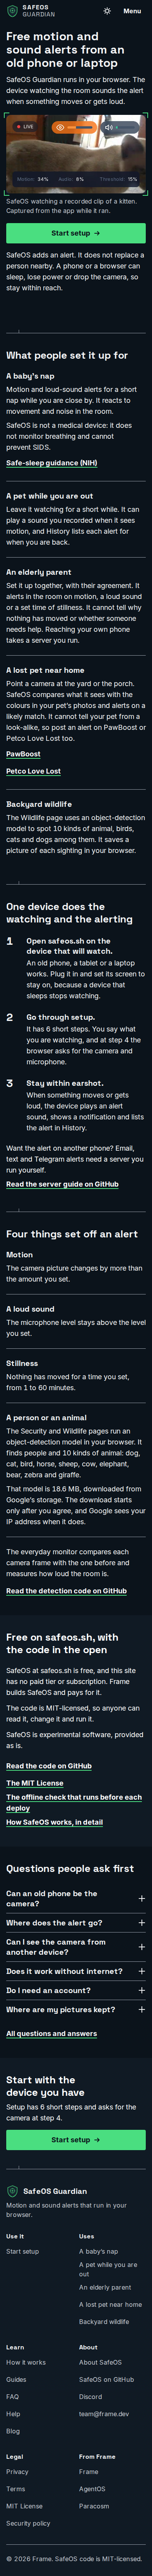 SAFEOS
GUARDIAN
Menu
Free motion and
sound alerts from an
old phone or laptop
SafeOS Guardian runs in your browser. The
device watching the room sounds the alert
when something moves or gets loud.
LIVE
Motion: 34%
Audio: 8%
Threshold: 15%
SafeOS watching a recorded clip of a kitten.
Captured from the app while it ran.
Start setup →
SafeOS adds an alert. It does not replace a
person nearby. A phone or a browser can
sleep, lose power or drop the camera, so
stay within reach.
What people set it up for
A baby's nap
Motion and loud-sound alerts for a short
nap while you are close by. It reacts to
movement and noise in the room.
SafeOS is not a medical device: it does
not monitor breathing and cannot
prevent SIDS.
Safe-sleep guidance (NIH)
A pet while you are out
Leave it watching for a short while. It can
play a sound you recorded when it sees
motion, and History lists each alert for
when you are back.
An elderly parent
Set it up together, with their agreement. It
alerts in the room on motion, a loud sound
or a set time of stillness. It cannot tell why
nothing has moved or whether someone
needs help. Reaching your own phone
takes a server you run.
A lost pet near home
Point a camera at the yard or the porch.
SafeOS compares what it sees with the
colours in your pet's photos and alerts on a
likely match. It cannot tell your pet from a
look-alike, so also post an alert on PawBoost or
Petco Love Lost too.
PawBoost
Petco Love Lost
Backyard wildlife
The Wildlife page uses an object-detection
model to spot 10 kinds of animal, birds,
cats and dogs among them. It saves a
picture of each sighting in your browser.
One device does the
watching and the alerting
1
Open safeos.sh on the
device that will watch.
An old phone, a tablet or a laptop
works. Plug it in and set its screen to
stay on, because a device that
sleeps stops watching.
2
Go through setup.
It has 6 short steps. You say what
you are watching, and at step 4 the
browser asks for the camera and
microphone.
3
Stay within earshot.
When something moves or gets
loud, the device plays an alert
sound, shows a notification and lists
the alert in History.
Want the alert on another phone? Email,
text and Telegram alerts need a server you
run yourself.
Read the server guide on GitHub
Four things set off an alert
Motion
The camera picture changes by more than
the amount you set.
A loud sound
The microphone level stays above the level
you set.
Stillness
Nothing has moved for a time you set,
from 1 to 60 minutes.
A person or an animal
The Security and Wildlife pages run an
object-detection model in your browser. It
finds people and 10 kinds of animal: dog,
cat, bird, horse, sheep, cow, elephant,
bear, zebra and giraffe.
That model is 18.6 MB, downloaded from
Google's storage. The download starts
only after you agree, and Google sees your
IP address when it does.
The everyday monitor compares each
camera frame with the one before and
measures how loud the room is.
Read the detection code on GitHub
Free on safeos.sh, with
the code in the open
SafeOS at safeos.sh is free, and this site
has no paid tier or subscription. Frame
builds SafeOS and pays for it.
The code is MIT-licensed, so anyone can
read it, change it and run it.
SafeOS is experimental software, provided
as is.
Read the code on GitHub
The MIT License
The offline check that runs before each
deploy
How SafeOS works, in detail
Questions people ask first
Can an old phone be the
camera?
Where does the alert go?
Can I see the camera from
another device?
Does it work without internet?
Do I need an account?
Where are my pictures kept?
All questions and answers
Start with the
device you have
Setup has 6 short steps and asks for the
camera at step 4.
Start setup →
SafeOS Guardian
Motion and sound alerts that run in your
browser.
Use it
Start setup
Uses
A baby's nap
A pet while you are
out
An elderly parent
A lost pet near home
Backyard wildlife
Learn
How it works
Guides
FAQ
Help
Blog
About
About SafeOS
SafeOS on GitHub
Discord
team@frame.dev
Legal
Privacy
Terms
MIT License
Security policy
From Frame
Frame
AgentOS
Paracosm
© 2026 Frame. SafeOS code is MIT-licensed.